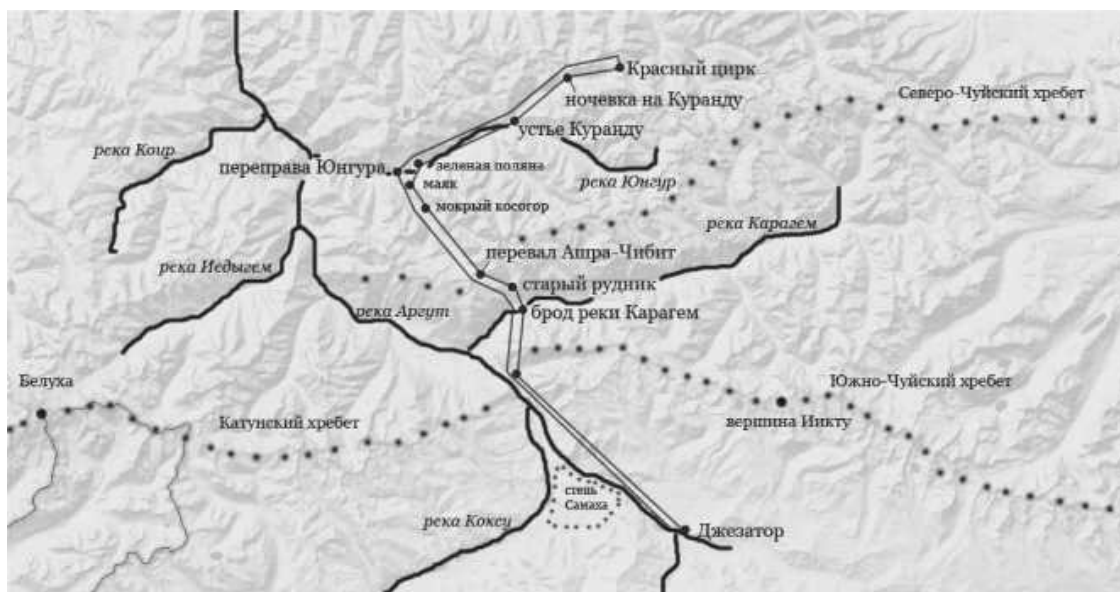 Красный цирк
Северо-Чуйский хребет
ночевка на Куранду
устье Куранду
река Коир
переправа Юнгура
зеленая поляна
маяк
река Юнгур
мокрый косогор
река Карагем
перевал Ашра-Чибит
река Иедыгем
старый рудник
река Аргут
брод реки Карагем
Белуха
Южно-Чуйский хребет
Катунский хребет
вершина Иикту
степь
Самаха
река Коксу
Джезатор